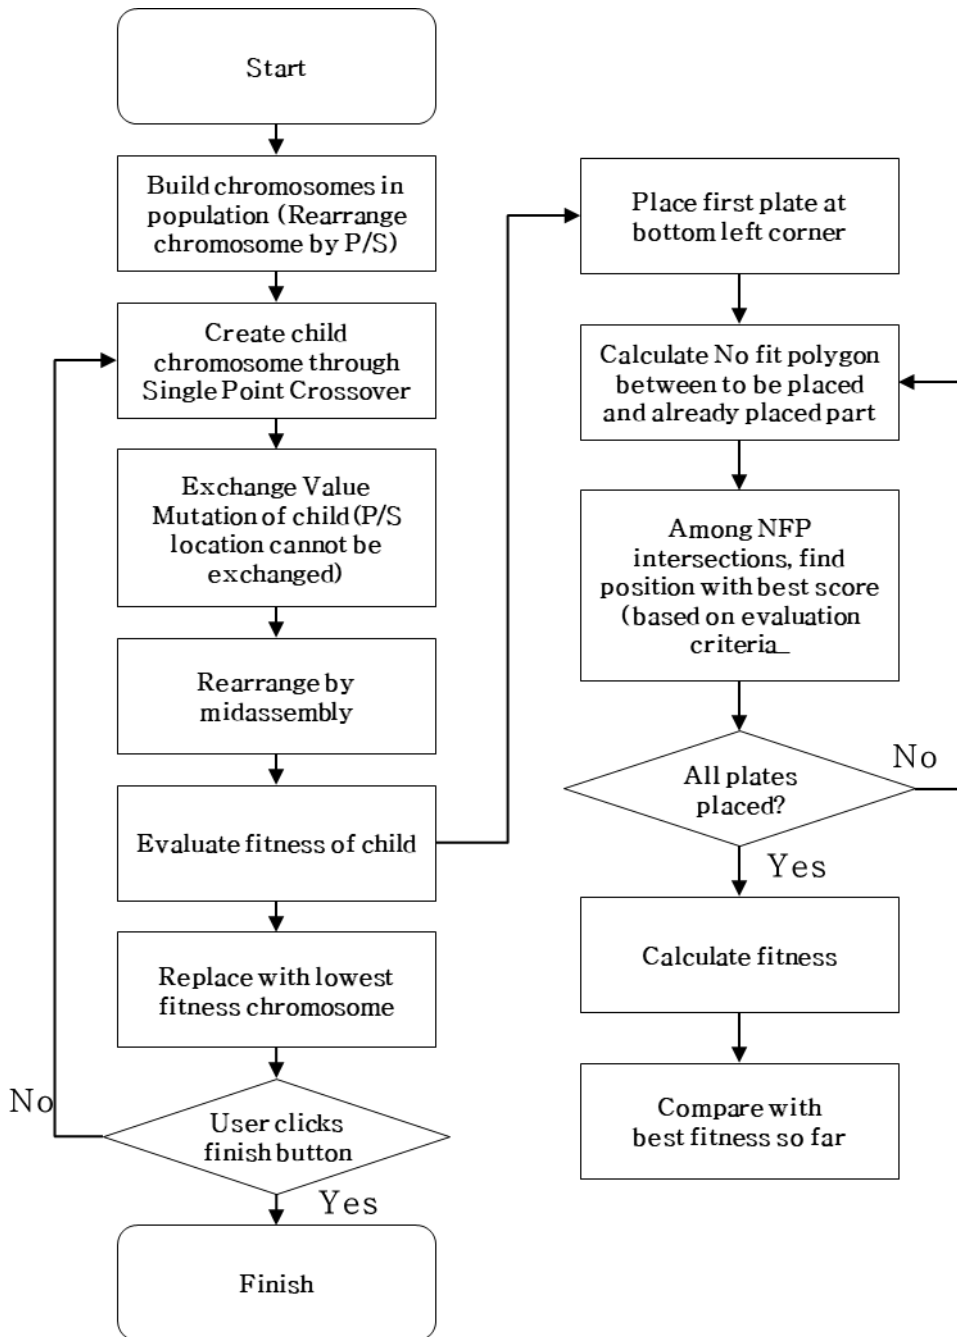 Start
Build chromosomes in
population (Rearrange
chromosome by P/S)
Create child
chromosome through
Single Point Crossover
Exchange Value
Mutation of child (P/S
location cannot be
exchanged)
Rearrange by
midassembly
Evaluate fitness of child
Replace with lowest
fitness chromosome
No
User clicks
finish button
Yes
Finish
Place first plate at
bottom left corner
Calculate No fit polygon
between to be placed
and already placed part
Among NFP
intersections, find
position with best score
(based on evaluation
criteria_
No
All plates
placed?
Yes
Calculate fitness
Compare with
best fitness so far